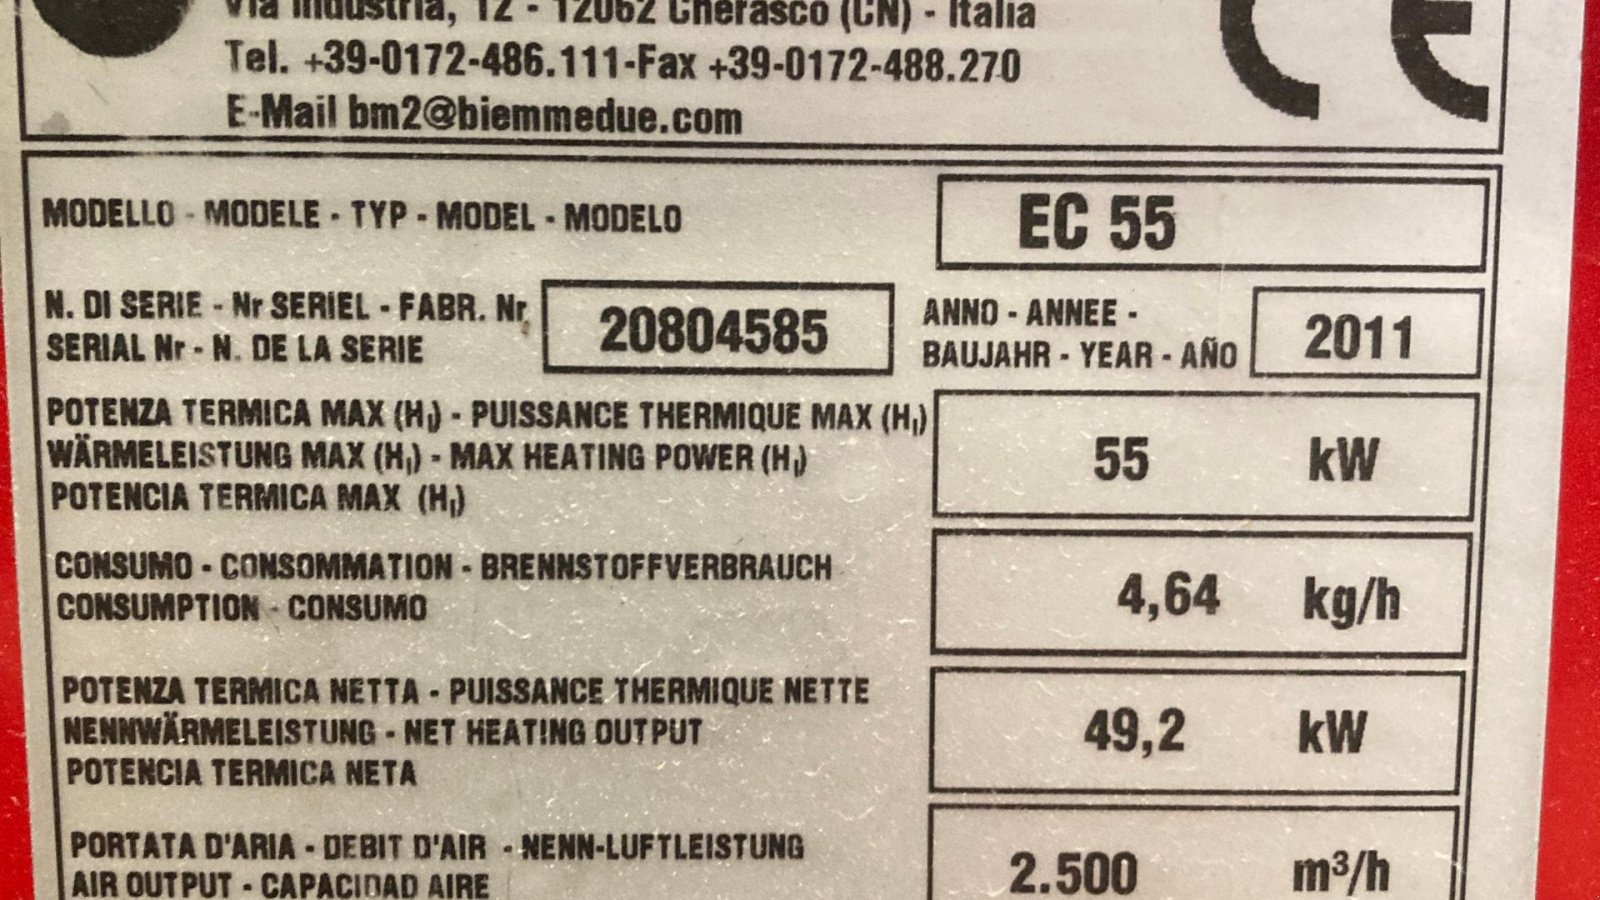 Via Industria, 12 - 12062 Cherasco (CN) - Italia
Tel. +39-0172-486.111-Fax +39-0172-488.270
E-Mail bm2@biemmedue.com
CE
MODELLO - MODELE - TYP - MODEL - MODELO
EC 55
N. DI SERIE - Nr SERIEL - FABR. Nr
SERIAL Nr - N. DE LA SERIE
20804585
ANNO - ANNEE -
BAUJAHR - YEAR - AÑO
2011
POTENZA TERMICA MAX (Hᵢ) - PUISSANCE THERMIQUE MAX (Hᵢ)
WÄRMELEISTUNG MAX (Hᵢ) - MAX HEATING POWER (Hᵢ)
POTENCIA TERMICA MAX (Hᵢ)
55 kW
CONSUMO - CONSOMMATION - BRENNSTOFFVERBRAUCH
CONSUMPTION - CONSUMO
4,64 kg/h
POTENZA TERMICA NETTA - PUISSANCE THERMIQUE NETTE
NENNWÄRMELEISTUNG - NET HEATING OUTPUT
POTENCIA TERMICA NETA
49,2 kW
PORTATA D'ARIA - DEBIT D'AIR - NENN-LUFTLEISTUNG
AIR OUTPUT - CAPACIDAD AIRE
2.500 m³/h